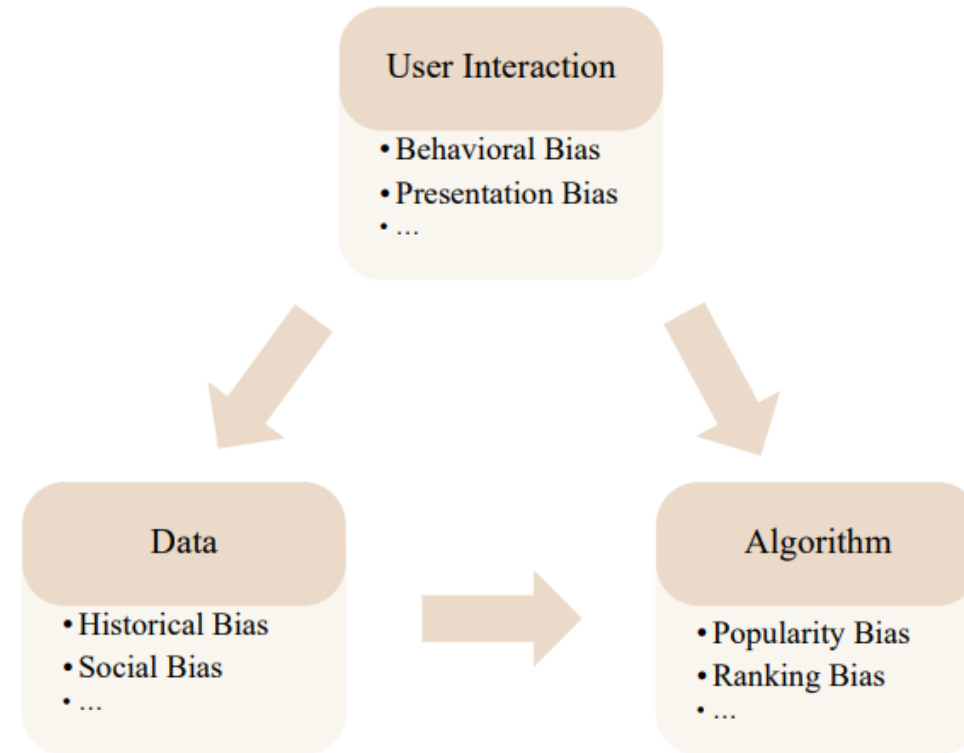 User Interaction
• Behavioral Bias
• Presentation Bias
• ...
Data
• Historical Bias
• Social Bias
• ...
Algorithm
• Popularity Bias
• Ranking Bias
• ...